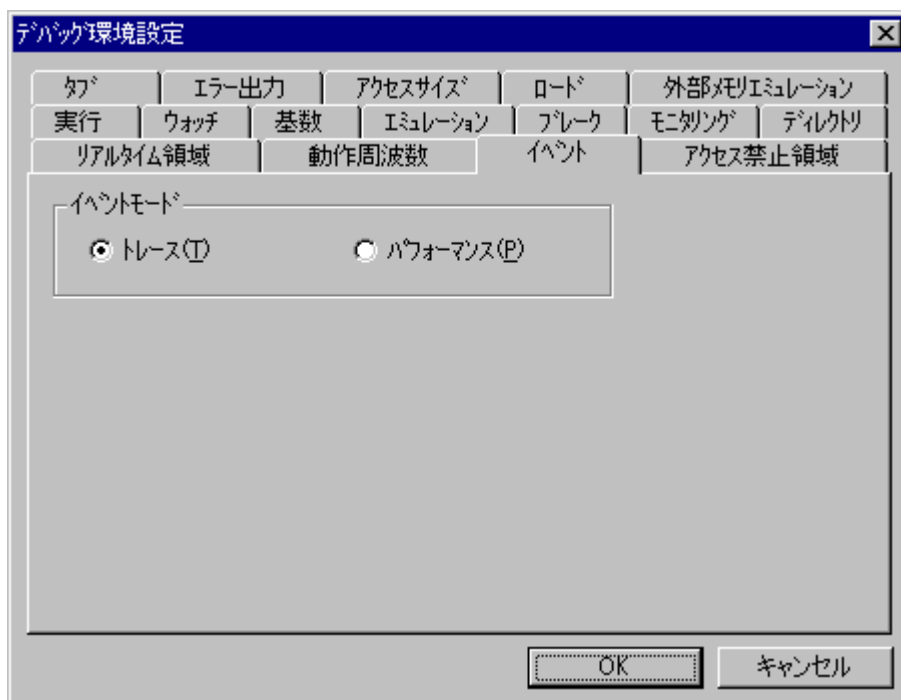 ﾃﾞﾊﾞｯｸﾞ環境設定
ﾀﾌﾞ エラー出力 ｱｸｾｽｻｲｽﾞ ﾛｰﾄﾞ 外部ﾒﾓﾘｴﾐｭﾚｰｼｮﾝ
実行 ｳｫｯﾁ 基数 ｴﾐｭﾚｰｼｮﾝ ﾌﾞﾚｰｸ ﾓﾆﾀﾘﾝｸﾞ ﾃﾞｨﾚｸﾄﾘ
ﾘｱﾙﾀｲﾑ領域 動作周波数 ｲﾍﾞﾝﾄ ｱｸｾｽ禁止領域
ｲﾍﾞﾝﾄﾓｰﾄﾞ
ﾄﾚｰｽ(T) ﾊﾟﾌｫｰﾏﾝｽ(P)
OK キャンセル